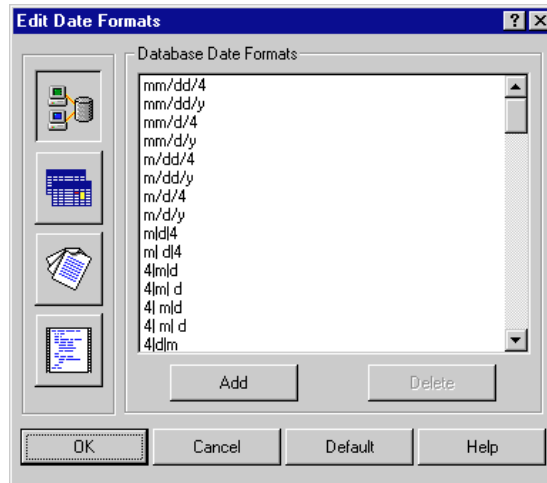 Edit Date Formats
Database Date Formats
mm/dd/4
mm/dd/y
mm/d/4
mm/d/y
m/dd/4
m/dd/y
m/d/4
m/d/y
m|d|4
m| d|4
4|m|d
4|m| d
4| m|d
4| m| d
4|d|m
Add
Delete
OK
Cancel
Default
Help